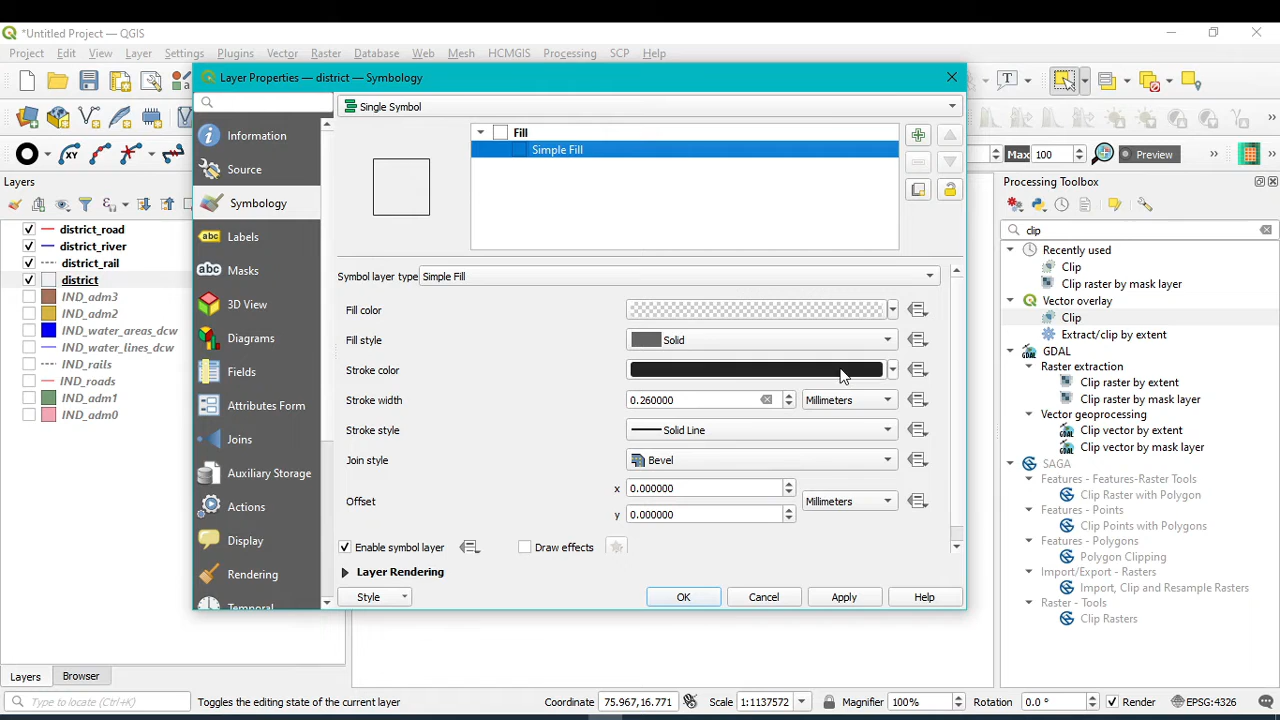 *Untitled Project — QGIS
Project Edit View Layer Settings Plugins Vector Raster Database Web Mesh HCMGIS Processing SCP Help
Layer Properties — district — Symbology
T
XY
Max 100
Preview
Layers
district_road
district_river
district_rail
district
IND_adm3
IND_adm2
IND_water_areas_dcw
IND_water_lines_dcw
IND_rails
IND_roads
IND_adm1
IND_adm0
Information
Source
Symbology
abc Labels
abc Masks
3D View
Diagrams
Fields
Attributes Form
Joins
Auxiliary Storage
Actions
Display
Rendering
Temporal
Single Symbol
Fill
Simple Fill
Symbol layer type Simple Fill
Fill color
Fill style Solid
Stroke color
Stroke width 0.260000 Millimeters
Stroke style Solid Line
Join style Bevel
Offset x 0.000000 Millimeters
y 0.000000
Enable symbol layer Draw effects
Layer Rendering
Style OK Cancel Apply Help
Processing Toolbox
clip
Recently used
Clip
Clip raster by mask layer
Vector overlay
Clip
Extract/clip by extent
GDAL
Raster extraction
Clip raster by extent
Clip raster by mask layer
Vector geoprocessing
Clip vector by extent
Clip vector by mask layer
SAGA
Features - Features-Raster Tools
Clip Raster with Polygon
Features - Points
Clip Points with Polygons
Features - Polygons
Polygon Clipping
Import/Export - Rasters
Import, Clip and Resample Rasters
Raster - Tools
Clip Rasters
Layers Browser
Type to locate (Ctrl+K) Toggles the editing state of the current layer Coordinate 75.967,16.771 Scale 1:1137572 Magnifier 100% Rotation 0.0 ° Render EPSG:4326